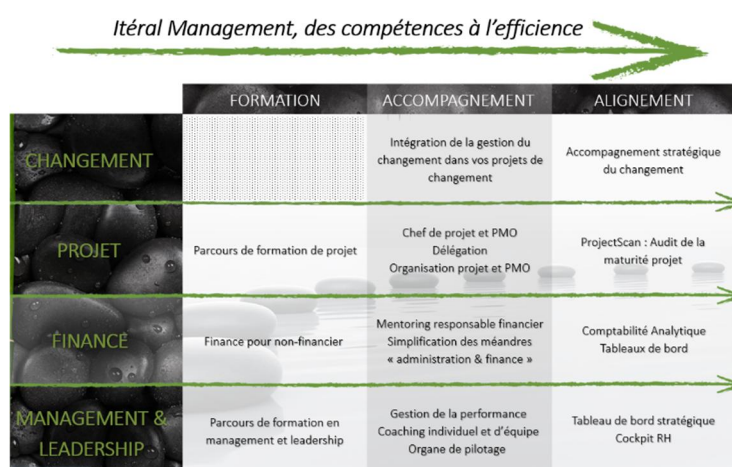 Itéral Management, des compétences à l'efficience
FORMATION
ACCOMPAGNEMENT
ALIGNEMENT
CHANGEMENT
Intégration de la gestion du
changement dans vos projets de
changement
Accompagnement stratégique
du changement
PROJET
Parcours de formation de projet
Chef de projet et PMO
Délégation
Organisation projet et PMO
ProjectScan : Audit de la
maturité projet
FINANCE
Finance pour non-financier
Mentoring responsable financier
Simplification des méandres
« administration & finance »
Comptabilité Analytique
Tableaux de bord
MANAGEMENT &
LEADERSHIP
Parcours de formation en
management et leadership
Gestion de la performance
Coaching individuel et d'équipe
Organe de pilotage
Tableau de bord stratégique
Cockpit RH